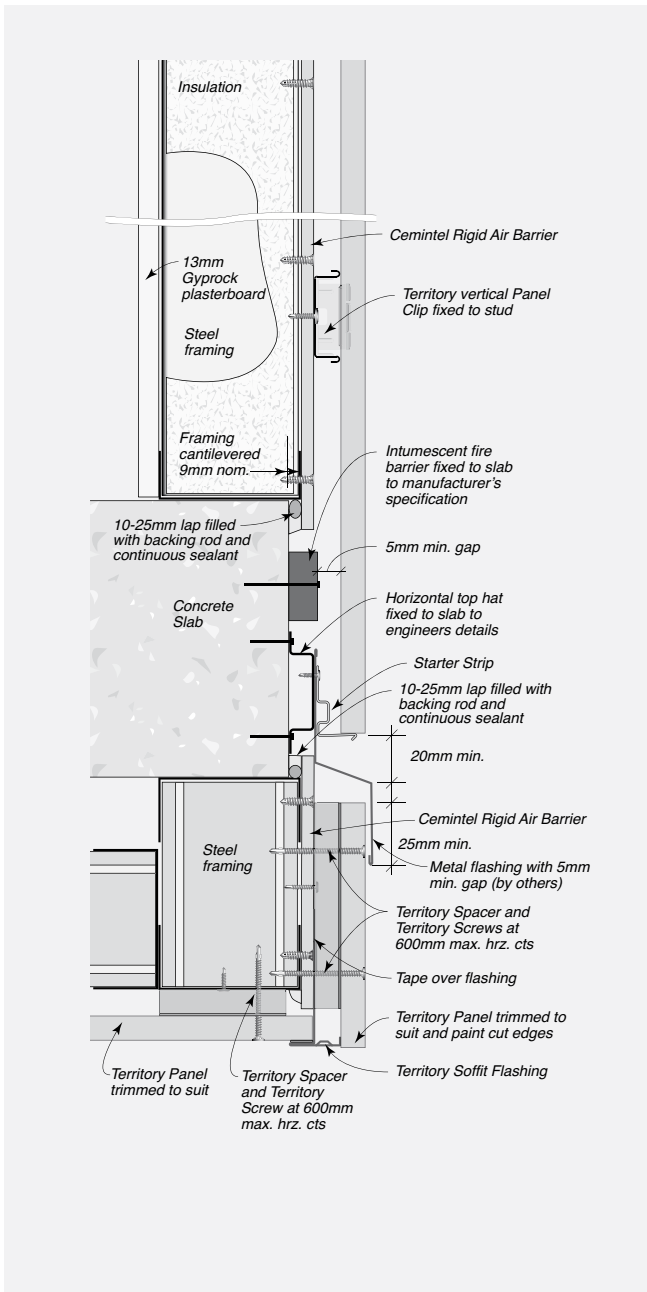 Insulation
Cemintel Rigid Air Barrier
13mm
Gyprock
plasterboard
Territory vertical Panel
Clip fixed to stud
Steel
framing
Framing
cantilevered
9mm nom.
Intumescent fire
barrier fixed to slab
to manufacturer's
specification
10-25mm lap filled with
backing rod and
continuous sealant
5mm min. gap
Concrete
Slab
Horizontal top hat
fixed to slab to
engineers details
Starter Strip
10-25mm lap filled with
backing rod and
continuous sealant
20mm min.
Cemintel Rigid Air Barrier
25mm min.
Steel
framing
Metal flashing with 5mm
min. gap (by others)
Territory Spacer and
Territory Screws at
600mm max. hrz. cts
Tape over flashing
Territory Panel trimmed to
suit and paint cut edges
Territory Soffit Flashing
Territory Panel
trimmed to suit
Territory Spacer
and Territory
Screw at 600mm
max. hrz. cts